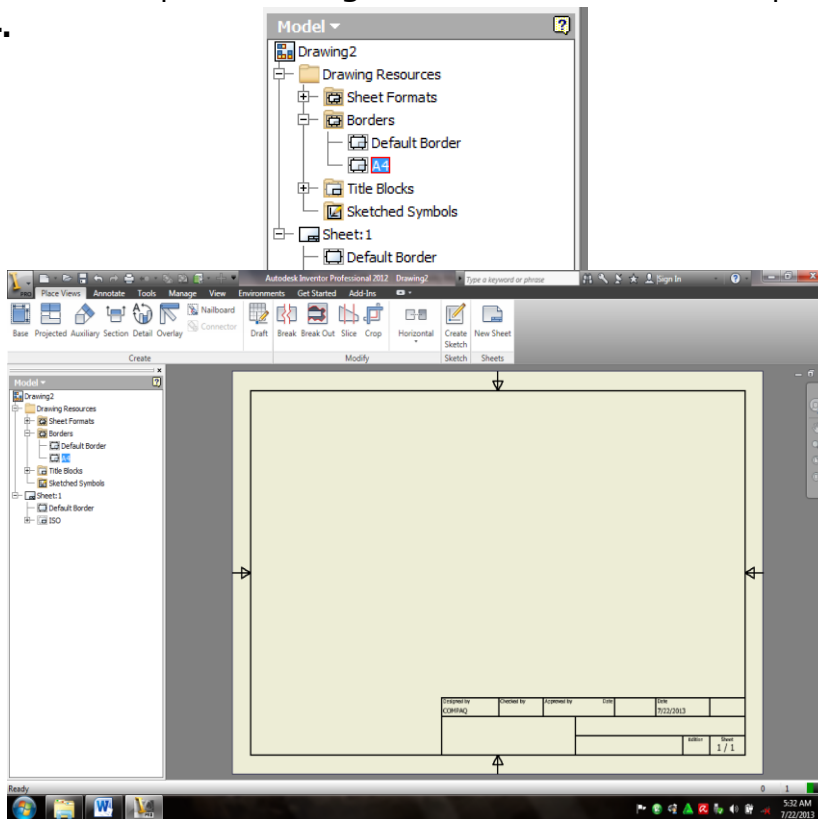 Model
Drawing2
Drawing Resources
Sheet Formats
Borders
Default Border
A4
Title Blocks
Sketched Symbols
Sheet:1
Default Border
Autodesk Inventor Professional 2012 Drawing2
Type a keyword or phrase
Sign In
PRO
Place Views Annotate Tools Manage View Environments Get Started Add-Ins
Base Projected Auxiliary Section Detail Overlay
Nailboard
Connector
Draft Break Break Out Slice Crop
Horizontal
Create Sketch
New Sheet
Create Modify Sketch Sheets
Model
Drawing2
Drawing Resources
Sheet Formats
Borders
Default Border
A4
Title Blocks
Sketched Symbols
Sheet:1
Default Border
ISO
Designed by Checked by Approved by Date Date
COMPAQ 7/22/2013
Edition Sheet
1 / 1
Ready 0 1
5:32 AM
7/22/2013